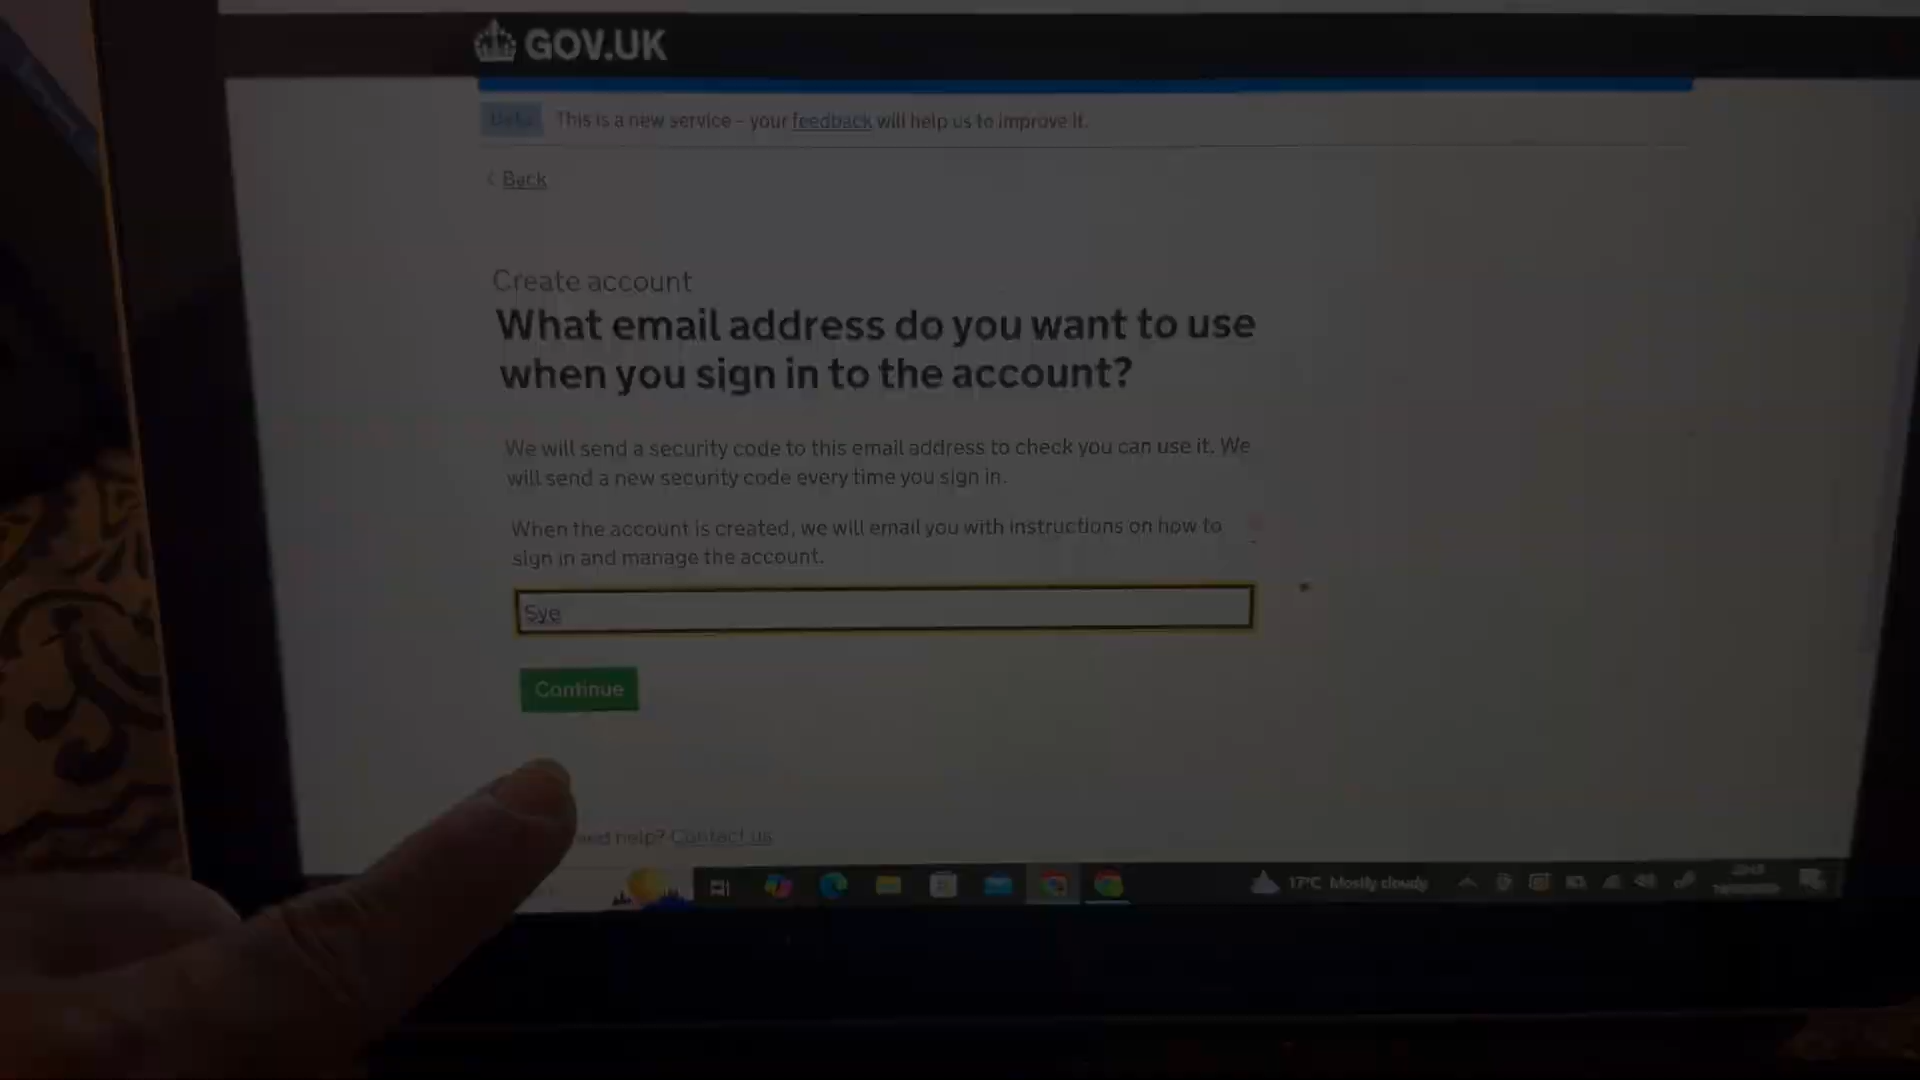 GOV.UK
Beta This is a new service - your feedback will help us to improve it.
Back
Create account
What email address do you want to use
when you sign in to the account?
We will send a security code to this email address to check you can use it. We
will send a new security code every time you sign in.
When the account is created, we will email you with instructions on how to
sign in and manage the account.
Sye
Continue
help? Contact us
17°C Mostly cloudy